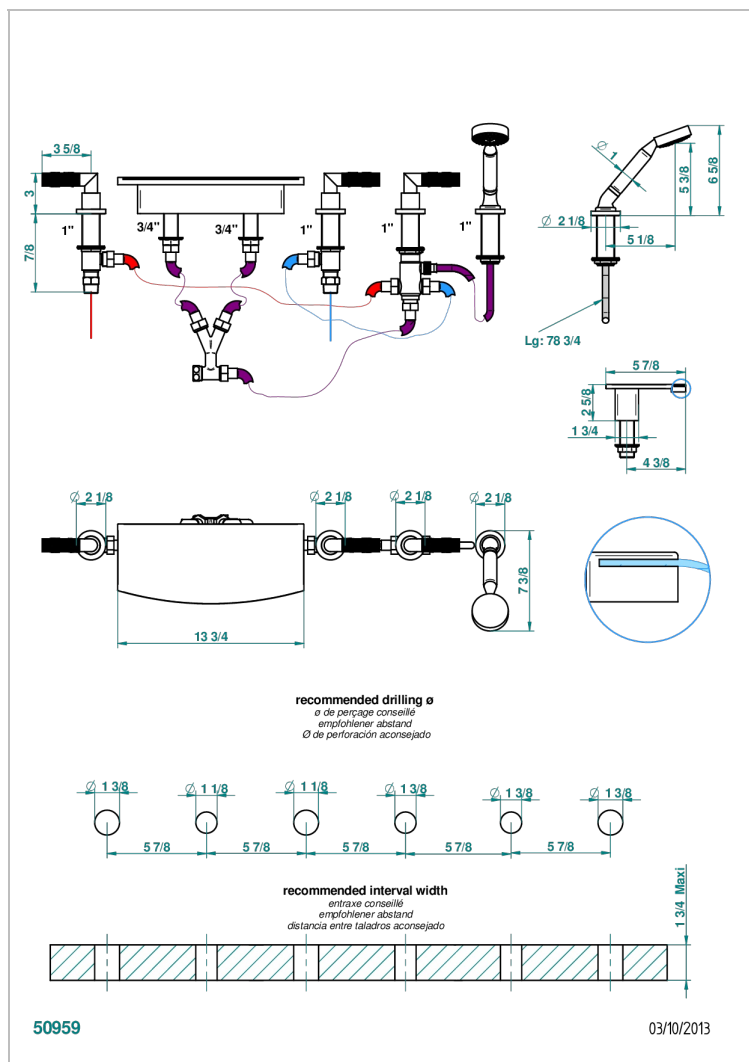 3 5/8
3
7/8
1"
3/4"
3/4"
1"
1"
1"
Ø 1
5 3/8
6 5/8
Ø 2 1/8
5 1/8
Lg: 78 3/4
5 7/8
2 5/8
1 3/4
4 3/8
Ø 2 1/8
Ø 2 1/8
Ø 2 1/8
Ø 2 1/8
7 3/8
13 3/4
recommended drilling ø
ø de perçage conseillé
empfohlener abstand
Ø de perforación aconsejado
Ø 1 3/8
Ø 1 1/8
Ø 1 1/8
Ø 1 3/8
Ø 1 3/8
Ø 1 3/8
5 7/8
5 7/8
5 7/8
5 7/8
5 7/8
recommended interval width
entraxe conseillé
empfohlener abstand
distancia entre taladros aconsejado
1 3/4 Maxi
50959
03/10/2013